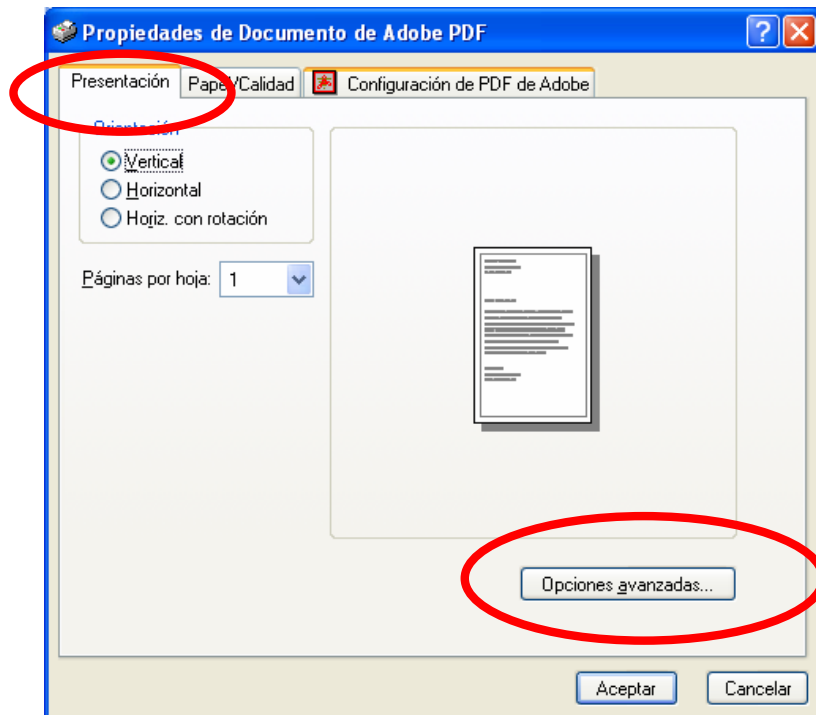 Propiedades de Documento de Adobe PDF
Presentación Papel/Calidad Configuración de PDF de Adobe
Orientación
Vertical
Horizontal
Horiz. con rotación
Páginas por hoja: 1
Opciones avanzadas...
Aceptar Cancelar